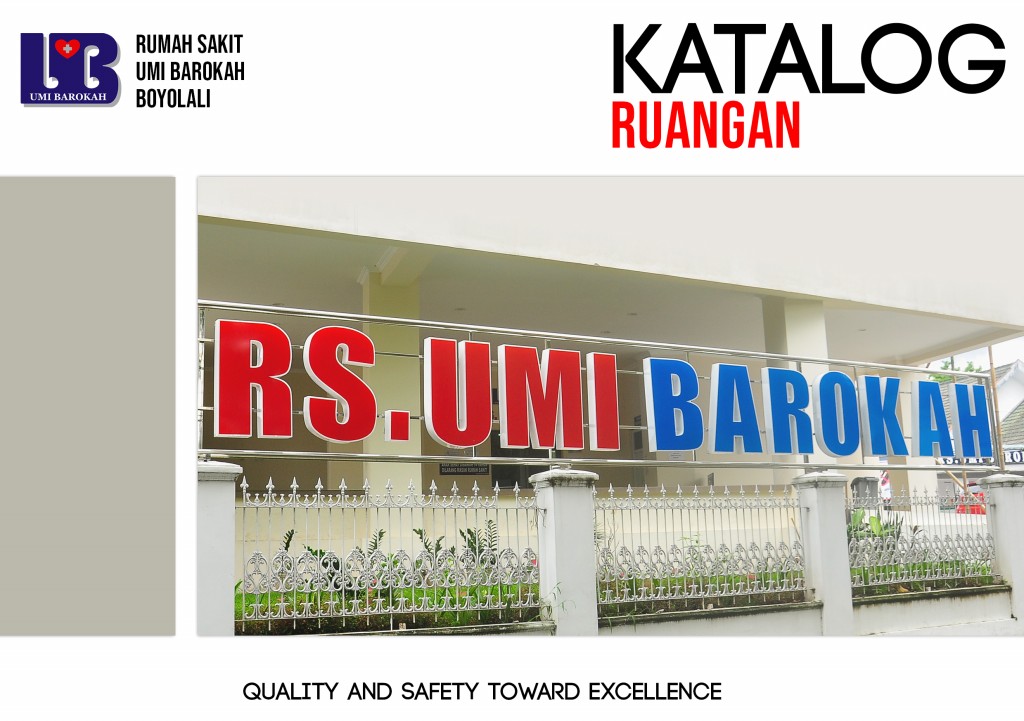 UMI BAROKAH
RUMAH SAKIT
UMI BAROKAH
BOYOLALI
KATALOG
RUANGAN
RS.UMI BAROKAH
QUALITY AND SAFETY TOWARD EXCELLENCE